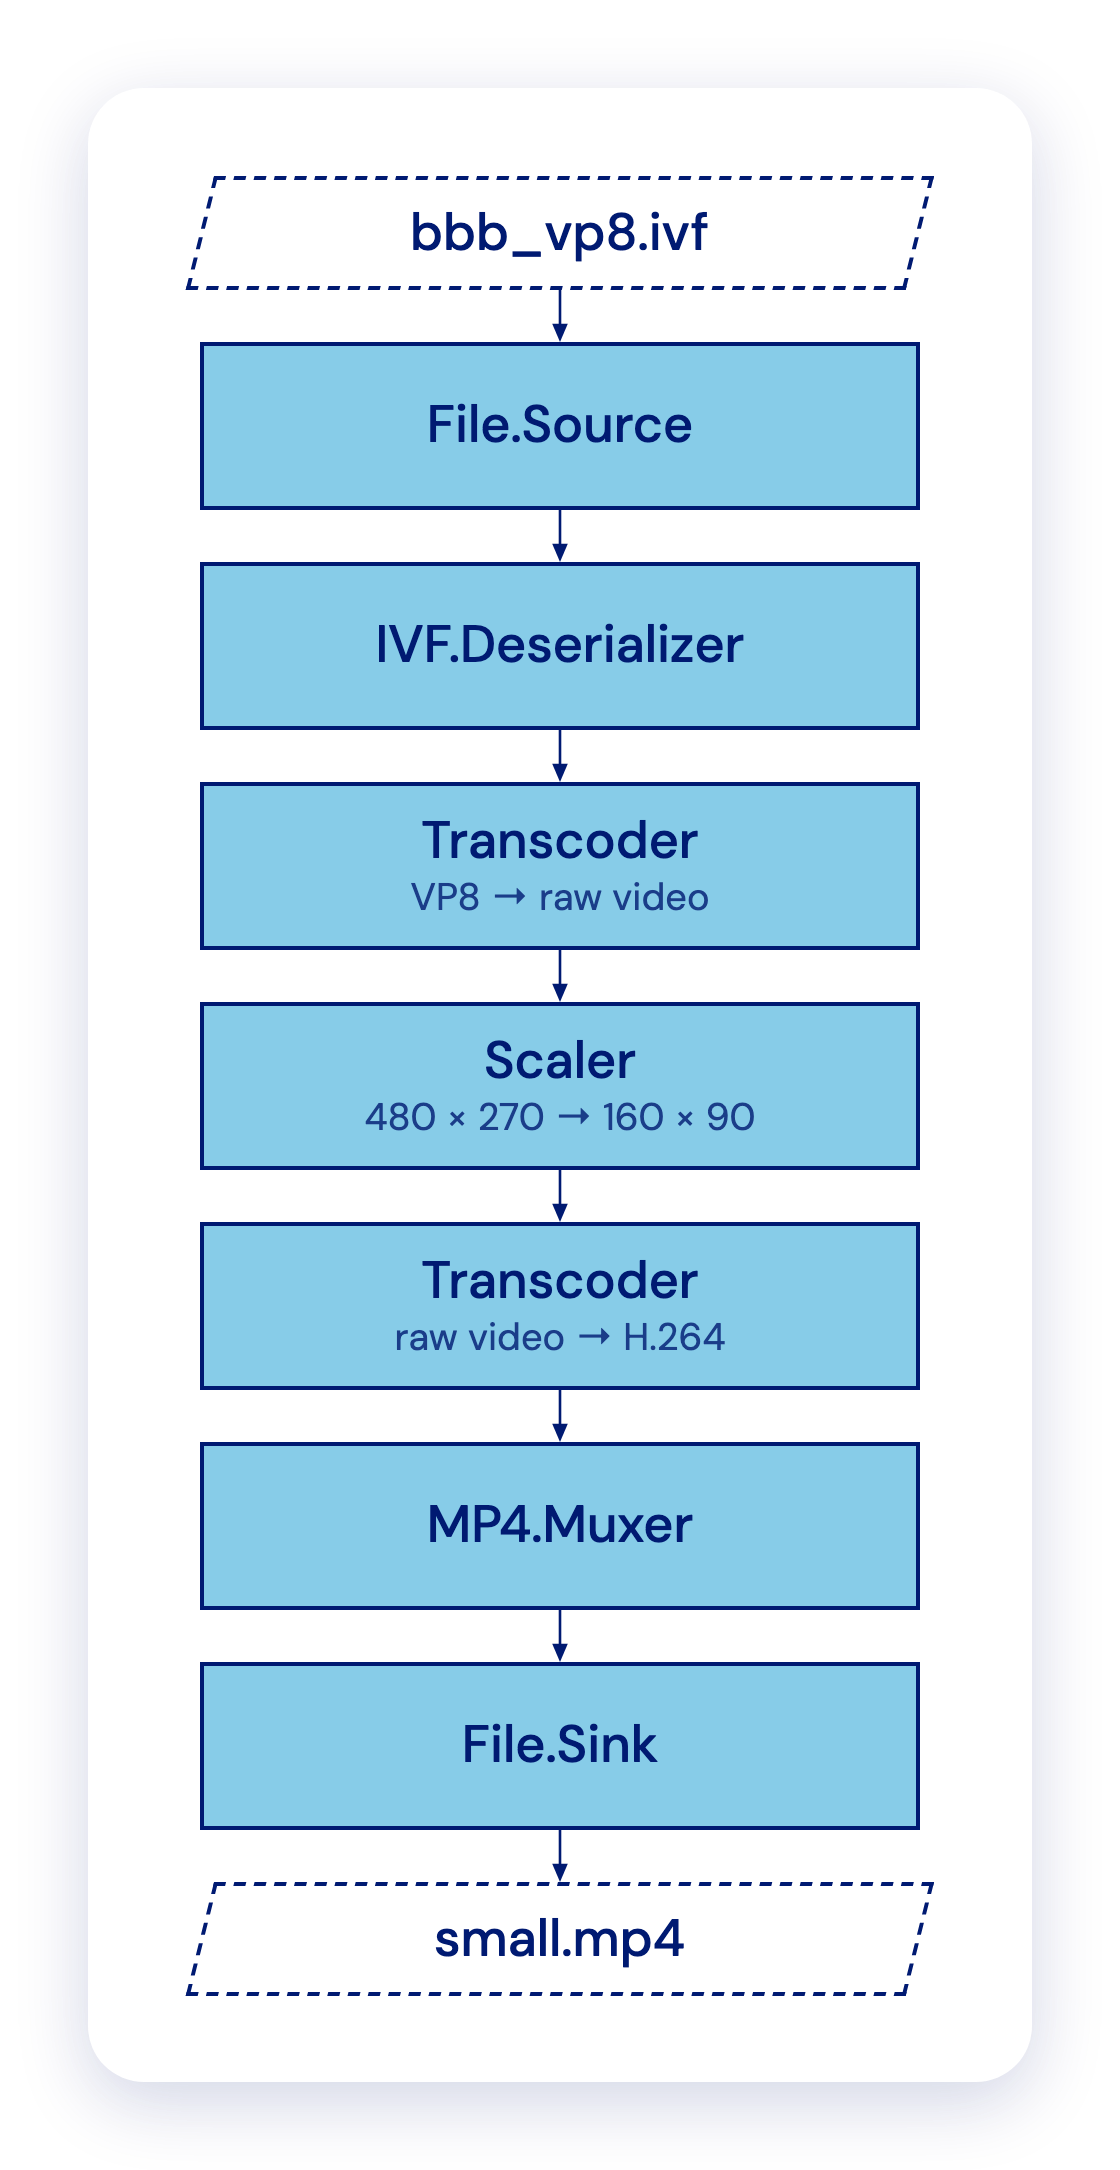 bbb_vp8.ivf
File.Source
IVF.Deserializer
Transcoder
VP8 → raw video
Scaler
480 × 270 → 160 × 90
Transcoder
raw video → H.264
MP4.Muxer
File.Sink
small.mp4